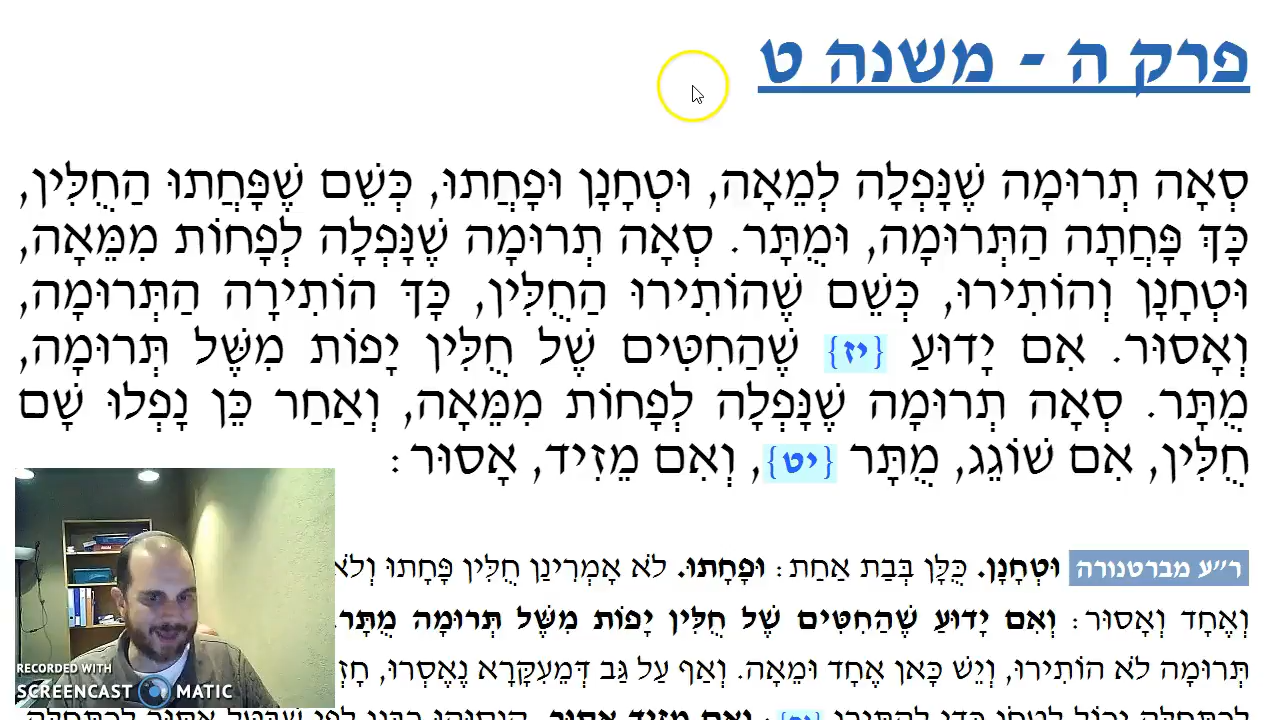 פרק ה - משנה ט
סְאָה תְרוּמָה שֶׁנָּפְלָה לְמֵאָה, וּטְחָנָן וּפָחֲתוּ, כְּשֵׁם שֶׁפָּחֲתוּ הַחֻלִּין,
כָּךְ פָּחֲתָה הַתְּרוּמָה, וּמֻתָּר. סְאָה תְרוּמָה שֶׁנָּפְלָה לְפָחוֹת מִמֵּאָה,
וּטְחָנָן וְהוֹתִירוּ, כְּשֵׁם שֶׁהוֹתִירוּ הַחֻלִּין, כָּךְ הוֹתִירָה הַתְּרוּמָה,
וְאָסוּר. אִם יָדוּעַ {יז} שֶׁהַחִטִּים שֶׁל חֻלִּין יָפוֹת מִשֶּׁל תְּרוּמָה,
מֻתָּר. סְאָה תְרוּמָה שֶׁנָּפְלָה לְפָחוֹת מִמֵּאָה, וְאַחַר כֵּן נָפְלוּ שָׁם
חֻלִּין, אִם שׁוֹגֵג, מֻתָּר {יט}, וְאִם מֵזִיד, אָסוּר:
ר״ע מברטנורה וּטְחָנָן. כֻּלָּן בְּבַת אַחַת: וּפָחֲתוּ. לֹא אָמְרִינַן חֻלִּין פָּחֲתוּ וְלֹא
וְאֶחָד וְאָסוּר: וְאִם יָדוּעַ שֶׁהַחִטִּים שֶׁל חֻלִּין יָפוֹת מִשֶּׁל תְּרוּמָה מֻתָּר
תְּרוּמָה לֹא הוֹתִירוּ, וְיֵשׁ כָּאן אֶחָד וּמֵאָה. וְאַף עַל גַּב דְּמֵעִקָּרָא נֶאֶסְרוּ, חָזְ
RECORDED WITH
SCREENCAST MATIC